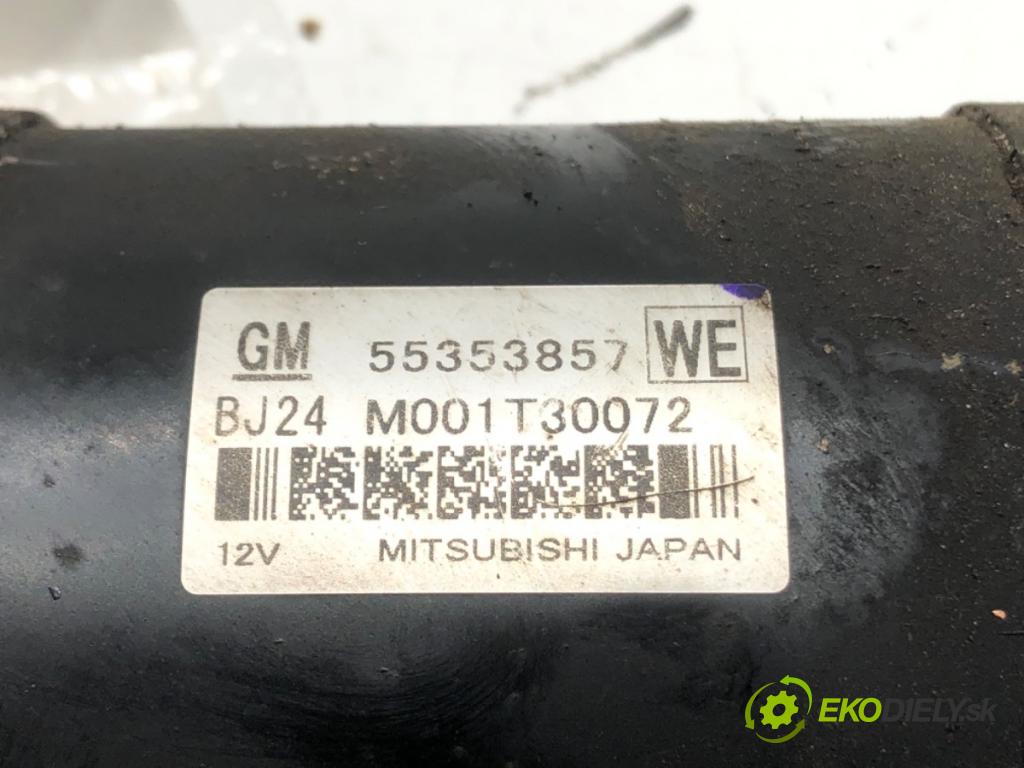 GM 55353857 WE
BJ24 M001T30072
12V MITSUBISHI JAPAN
EKODIELY.sk